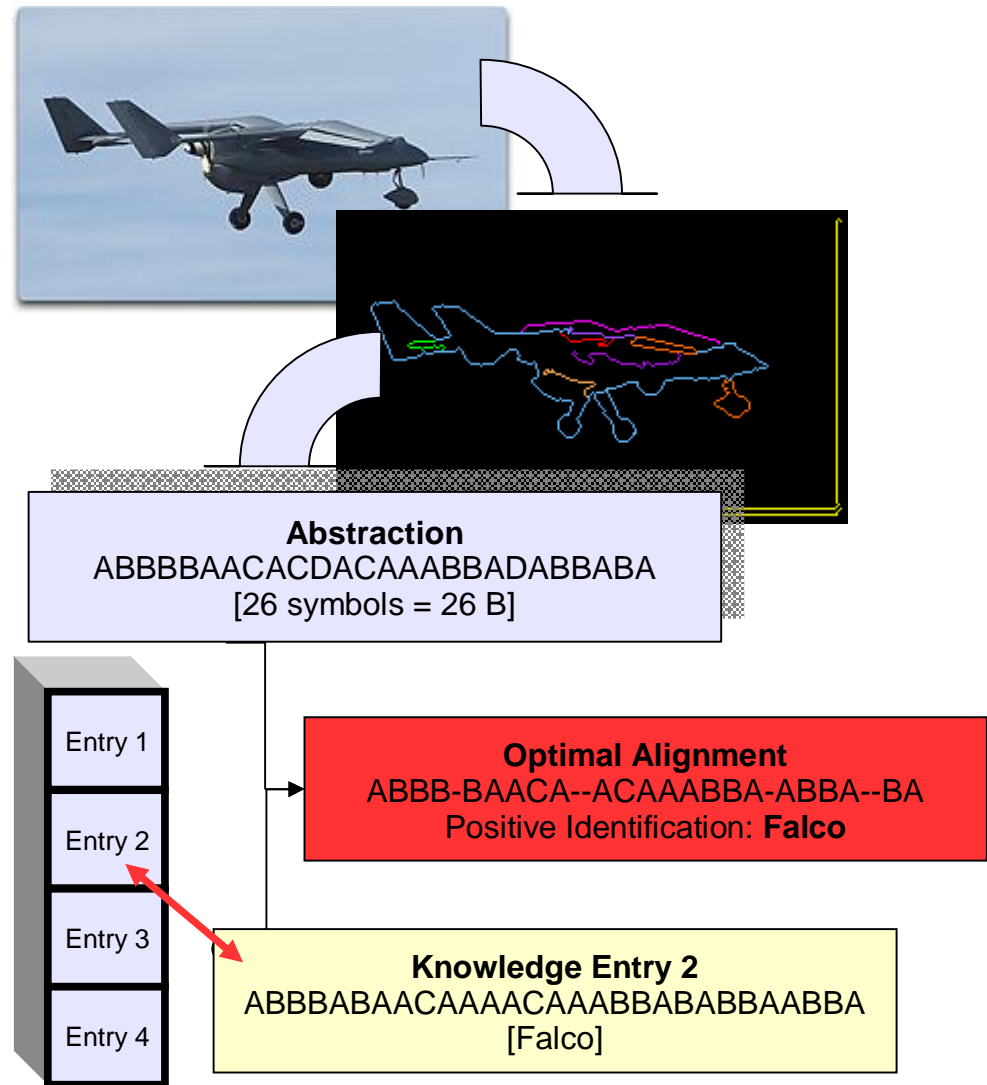 Abstraction
ABBBBAACACDACAAABBADABBABA
[26 symbols = 26 B]
Entry 1
Optimal Alignment
ABBB-BAACA--ACAAABBA-ABBA--BA
Positive Identification: Falco
Entry 2
Entry 3
Knowledge Entry 2
ABBBABAACAAAACAAABBABABBAABBA
[Falco]
Entry 4